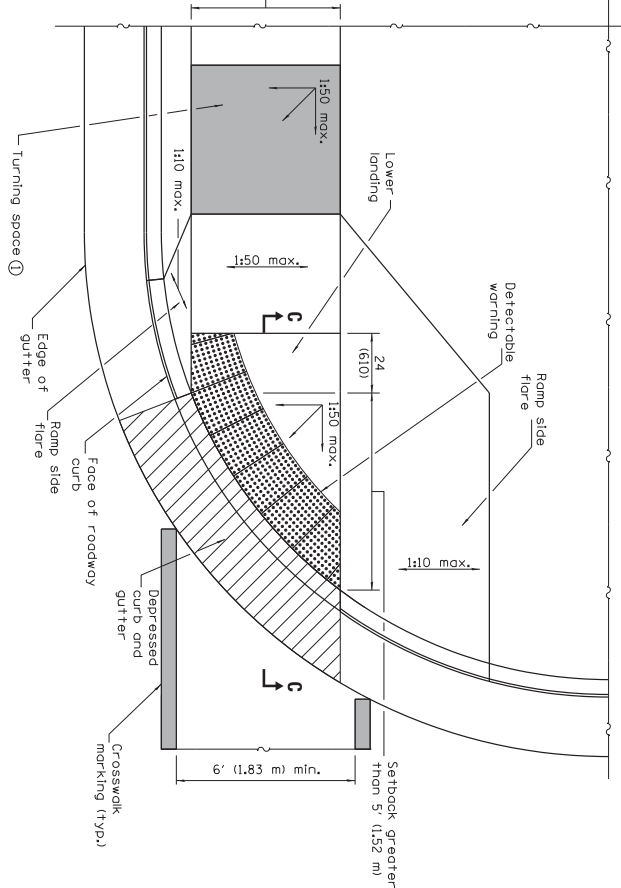 1:50 max.
Turning space ①
1:10 max.
Lower
landing
1:50 max.
C
24
(610)
Detectable
warning
Ramp side
flare
1:50 max.
1:10 max.
Edge of
gutter
Ramp side
flare
Face of roadway
curb
Depressed
curb and
gutter
C
Crosswalk
marking (typ.)
6' (1.83 m) min.
Setback greater
than 5' (1.52 m)